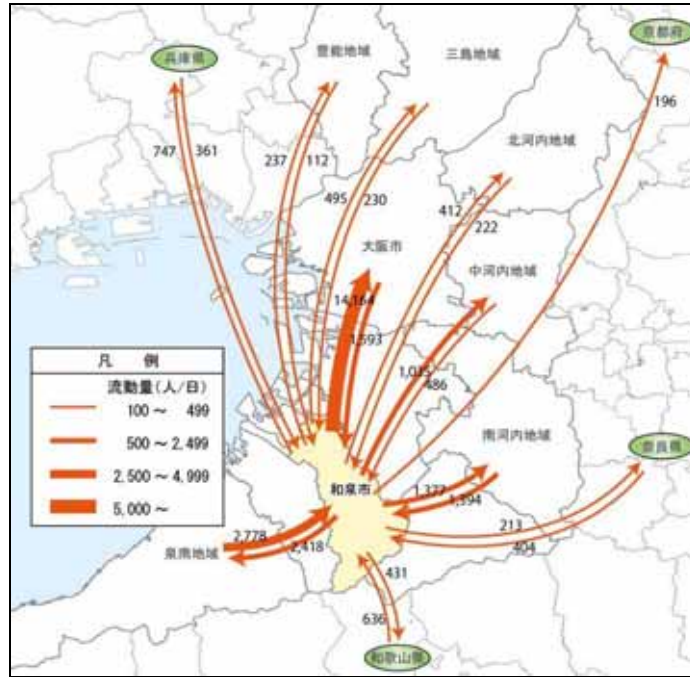 豊能地域
三島地域
京都府
兵庫県
196
北河内地域
747
361
237
112
495
230
412
222
大阪市
中河内地域
14,164
1,593
1,035
486
凡 例
流動量(人/日)
100～ 499
500～2,499
2,500～4,999
5,000～
南河内地域
奈良県
和泉市
1,377
1,394
213
404
2,778
2,418
泉南地域
431
636
和歌山県